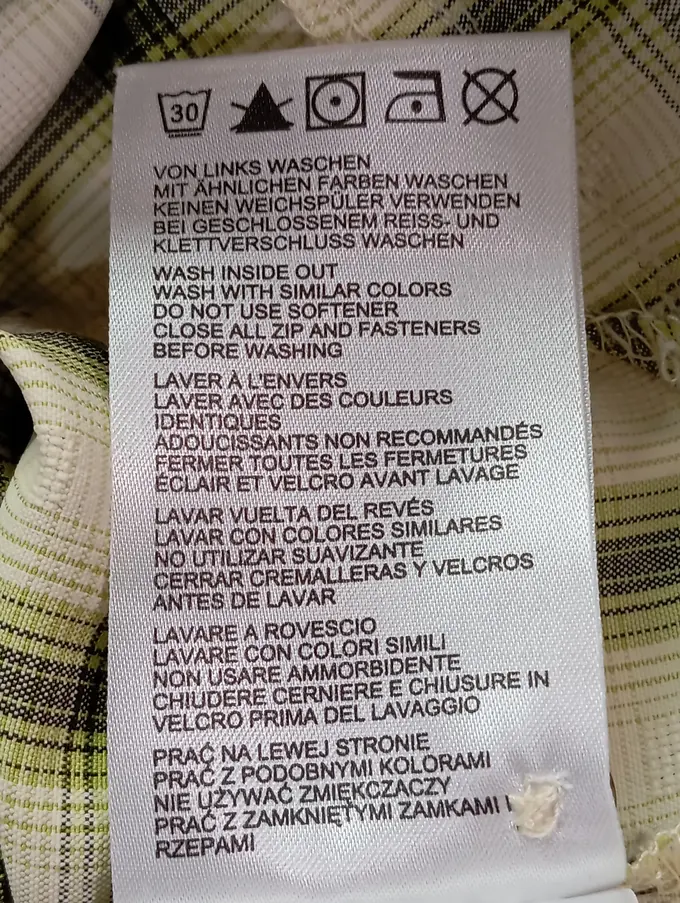 30
VON LINKS WASCHEN
MIT ÄHNLICHEN FARBEN WASCHEN
KEINEN WEICHSPÜLER VERWENDEN
BEI GESCHLOSSENEM REISS- UND
KLETTVERSCHLUSS WASCHEN
WASH INSIDE OUT
WASH WITH SIMILAR COLORS
DO NOT USE SOFTENER
CLOSE ALL ZIP AND FASTENERS
BEFORE WASHING
LAVER À L'ENVERS
LAVER AVEC DES COULEURS
IDENTIQUES
ADOUCISSANTS NON RECOMMANDÉS
FERMER TOUTES LES FERMETURES
ÉCLAIR ET VELCRO AVANT LAVAGE
LAVAR VUELTA DEL REVÉS
LAVAR CON COLORES SIMILARES
NO UTILIZAR SUAVIZANTE
CERRAR CREMALLERAS Y VELCROS
ANTES DE LAVAR
LAVARE A ROVESCIO
LAVARE CON COLORI SIMILI
NON USARE AMMORBIDENTE
CHIUDERE CERNIERE E CHIUSURE IN
VELCRO PRIMA DEL LAVAGGIO
PRAĆ NA LEWEJ STRONIE
PRAĆ Z PODOBNYMI KOLORAMI
NIE UŻYWAĆ ZMIĘKCZACZY
PRAĆ Z ZAMKNIĘTYMI ZAMKAMI
RZEPAMI